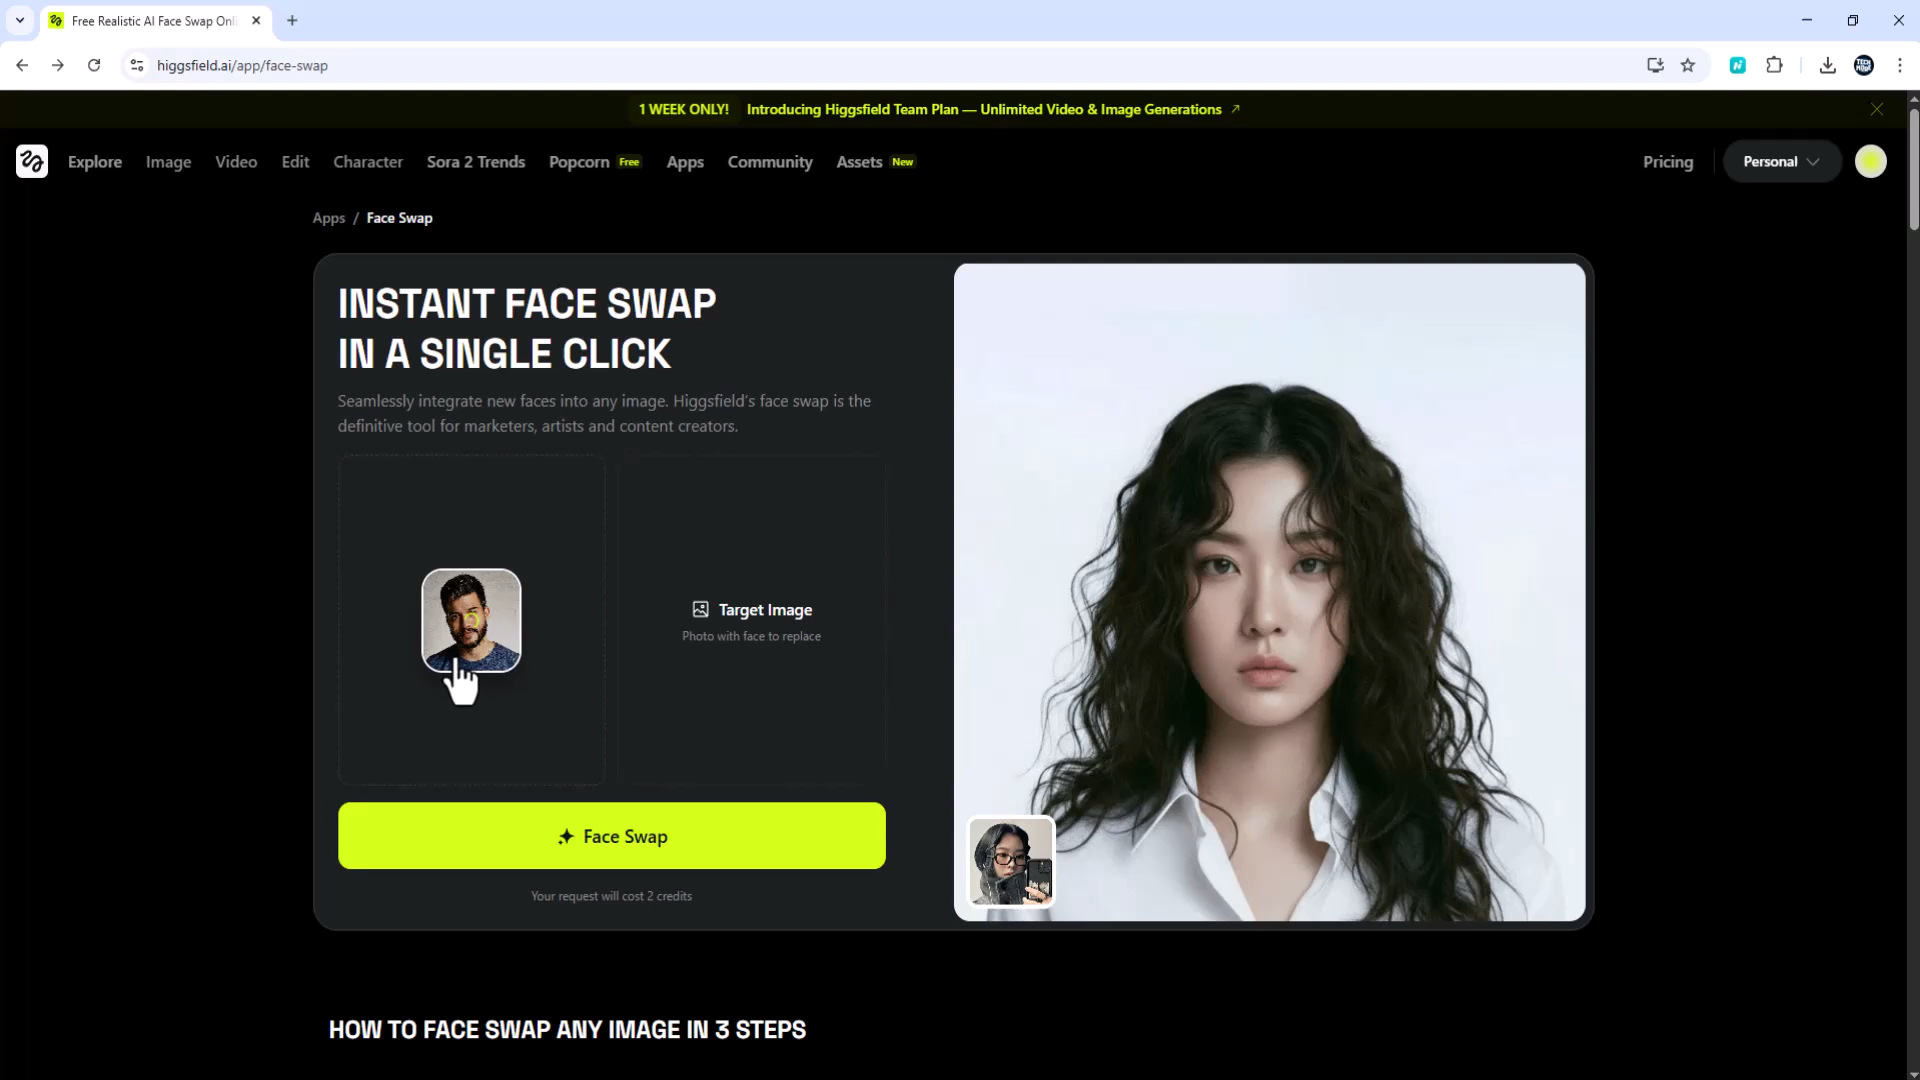 Free Realistic AI Face Swap Onli
higgsfield.ai/app/face-swap
1 WEEK ONLY! Introducing Higgsfield Team Plan — Unlimited Video & Image Generations
Explore Image Video Edit Character Sora 2 Trends Popcorn Free Apps Community Assets New Pricing Personal
Apps / Face Swap
INSTANT FACE SWAP
IN A SINGLE CLICK
Seamlessly integrate new faces into any image. Higgsfield's face swap is the
definitive tool for marketers, artists and content creators.
Target Image
Photo with face to replace
Face Swap
Your request will cost 2 credits
HOW TO FACE SWAP ANY IMAGE IN 3 STEPS